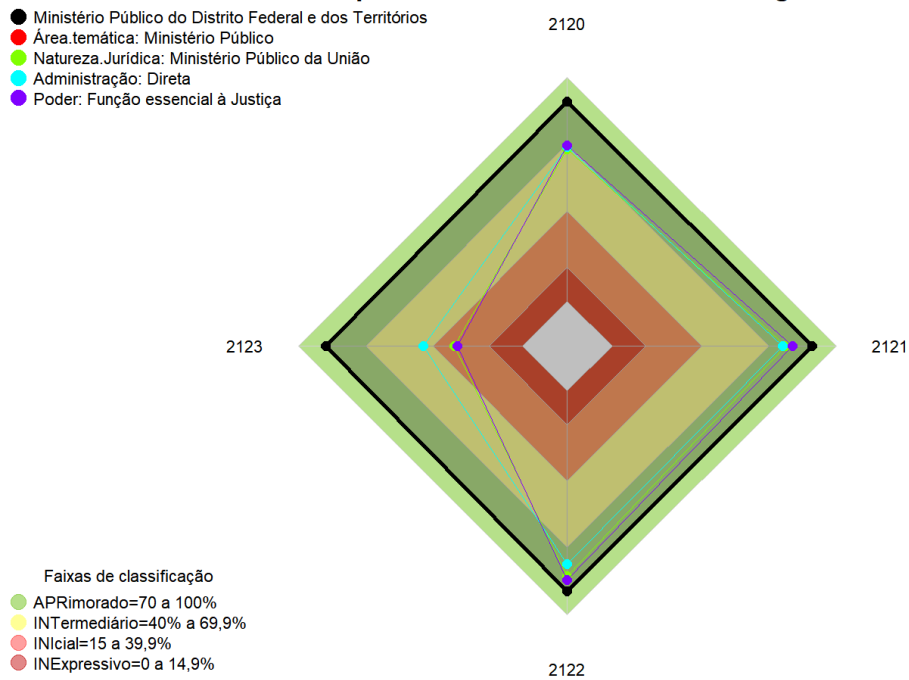 Ministério Público do Distrito Federal e dos Territórios
Área.temática: Ministério Público
Natureza.Jurídica: Ministério Público da União
Administração: Direta
Poder: Função essencial à Justiça
2120
2123
2121
2122
Faixas de classificação
APRimorado=70 a 100%
INTermediário=40% a 69,9%
INIcial=15 a 39,9%
INExpressivo=0 a 14,9%